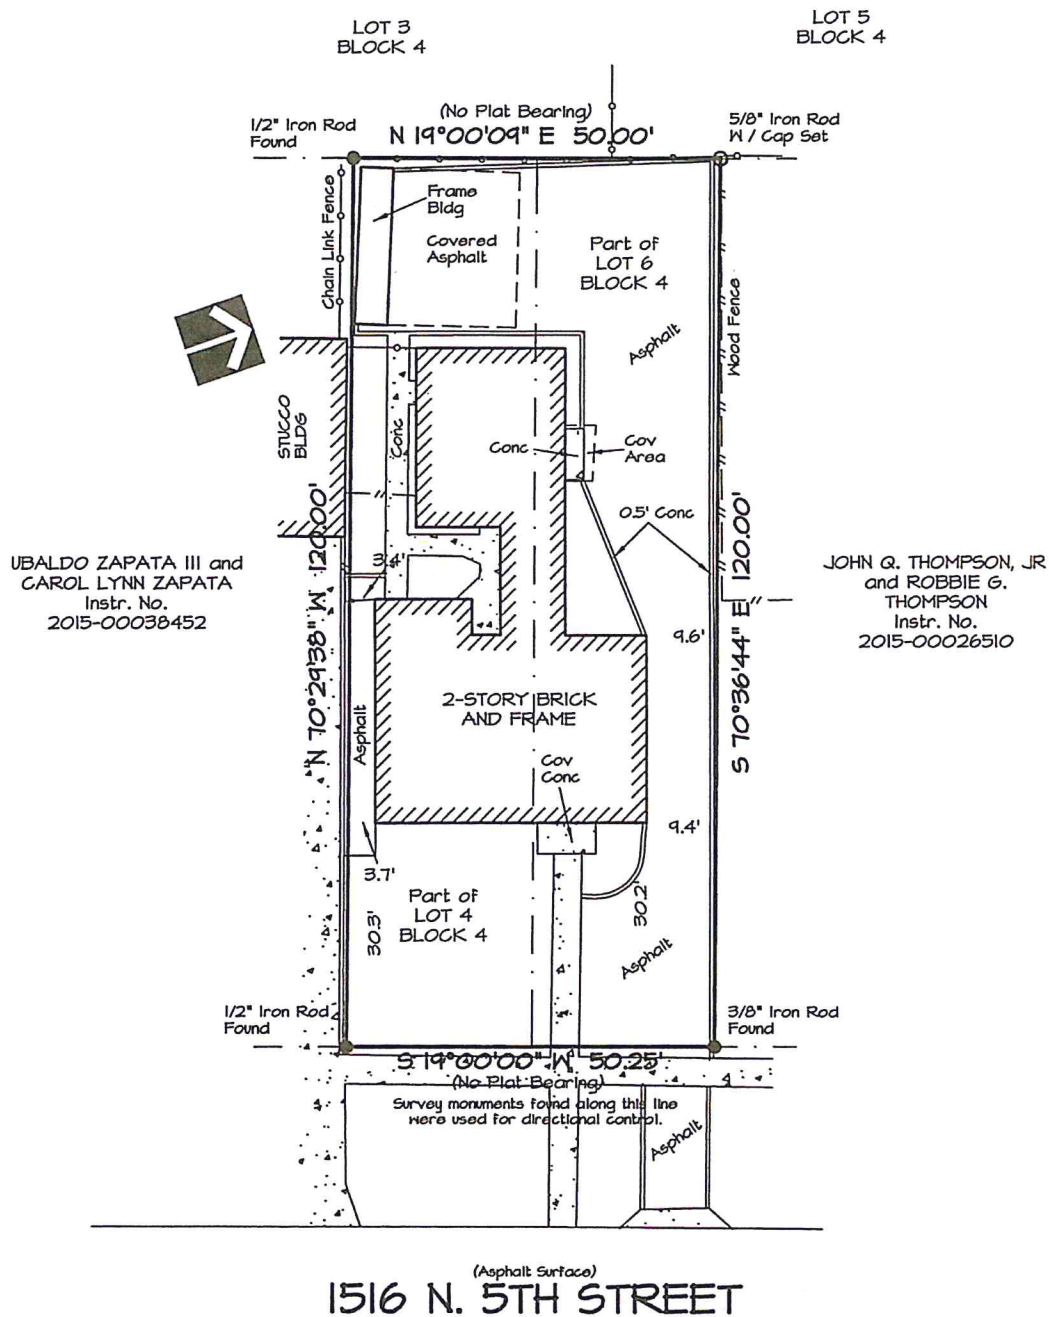 LOT 3
BLOCK 4
LOT 5
BLOCK 4
(No Plat Bearing)
N 19°00'09" E 50.00'
1/2" Iron Rod
Found
5/8" Iron Rod
W / Cap Set
Chain Link Fence
Frame
Bldg
Covered
Asphalt
Part of
LOT 6
BLOCK 4
Asphalt
Wood Fence
STUCCO
BLDG
Conc
Conc
Cov
Area
0.5' Conc
3.4'
N 70°29'38" W 120.00'
S 70°36'44" E 120.00'
UBALDO ZAPATA III and
CAROL LYNN ZAPATA
Instr. No.
2015-00038452
JOHN Q. THOMPSON, JR
and ROBBIE G.
THOMPSON
Instr. No.
2015-00026510
9.6'
2-STORY BRICK
AND FRAME
Asphalt
Cov
Conc
9.4'
3.7'
Part of
LOT 4
BLOCK 4
30.3'
30.2'
Asphalt
1/2" Iron Rod
Found
3/8" Iron Rod
Found
S 19°00'00" W 50.25'
(No Plat Bearing)
Survey monuments found along this line
were used for directional control.
Asphalt
(Asphalt Surface)
1516 N. 5TH STREET